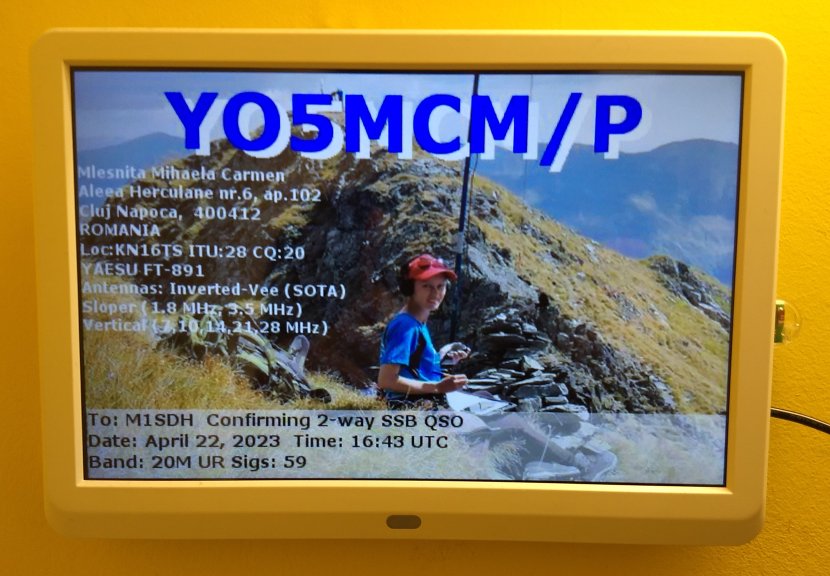 YO5MCM/P
Mlesnita Mihaela Carmen
Aleea Herculane nr.6, ap.102
Cluj Napoca, 400412
ROMANIA
Loc:KN16TS ITU:28 CQ:20
YAESU FT-891
Antennas: Inverted-Vee (SOTA)
Sloper ( 1.8 MHz, 3.5 MHz)
Vertical (7,10,14,21,28 MHz)
To: M1SDH Confirming 2-way SSB QSO
Date: April 22, 2023 Time: 16:43 UTC
Band: 20M UR Sigs: 59